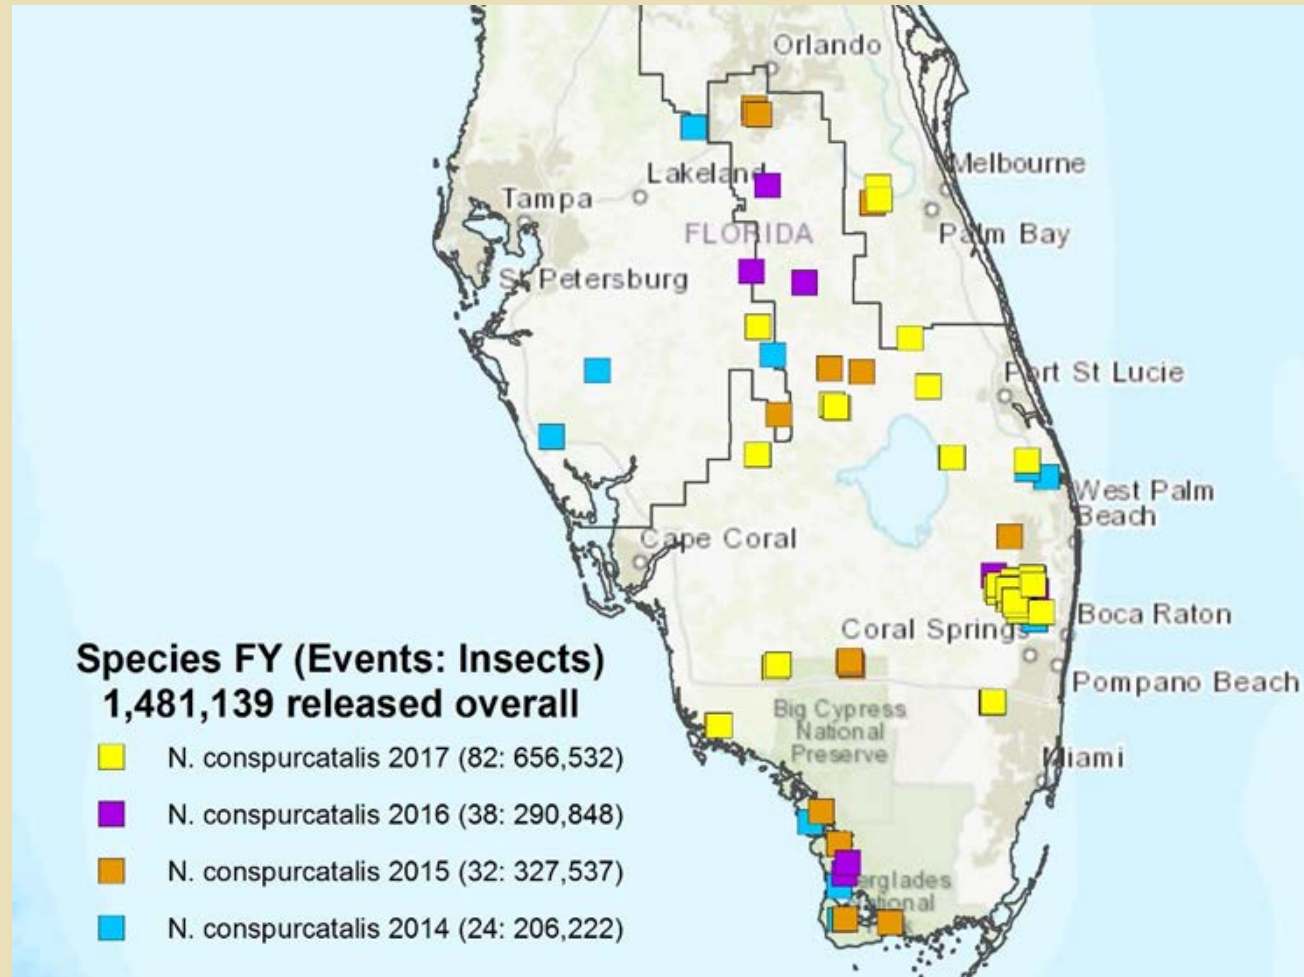 Orlando
Melbourne
Lakeland
Tampa
Palm Bay
FLORIDA
St Petersburg
Port St Lucie
West Palm
Beach
Cape Coral
Boca Raton
Coral Springs
Pompano Beach
Big Cypress
National
Preserve
Miami
Everglades
National
Species FY (Events: Insects)
1,481,139 released overall
N. conspurcatalis 2017 (82: 656,532)
N. conspurcatalis 2016 (38: 290,848)
N. conspurcatalis 2015 (32: 327,537)
N. conspurcatalis 2014 (24: 206,222)